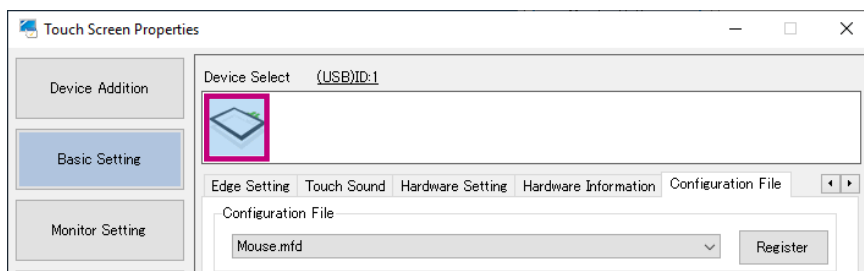 Touch Screen Properties
Device Addition
Basic Setting
Monitor Setting
Device Select (USB)ID:1
Edge Setting Touch Sound Hardware Setting Hardware Information Configuration File
Configuration File
Mouse.mfd Register